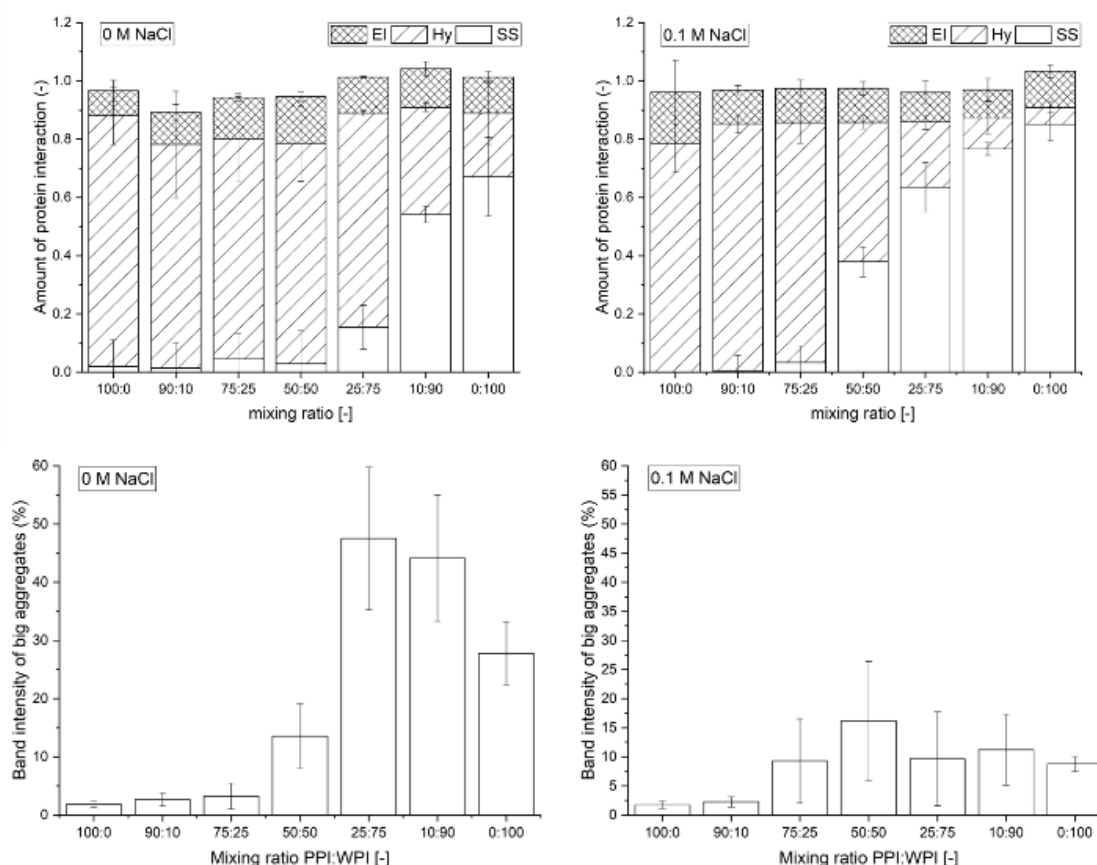 0 M NaCl
El Hy SS
Amount of protein interaction (-)
1.2
1.0
0.8
0.6
0.4
0.2
0.0
100:0 90:10 75:25 50:50 25:75 10:90 0:100
mixing ratio [-]
0.1 M NaCl
El Hy SS
Amount of protein interaction (-)
1.2
1.0
0.8
0.6
0.4
0.2
0.0
100:0 90:10 75:25 50:50 25:75 10:90 0:100
mixing ratio [-]
0 M NaCl
Band intensity of big aggregates (%)
60
50
40
30
20
10
0
100:0 90:10 75:25 50:50 25:75 10:90 0:100
Mixing ratio PPI:WPI [-]
0.1 M NaCl
Band intensity of big aggregates (%)
60
55
50
45
40
35
30
25
20
15
10
5
0
100:0 90:10 75:25 50:50 25:75 10:90 0:100
Mixing ratio PPI:WPI [-]